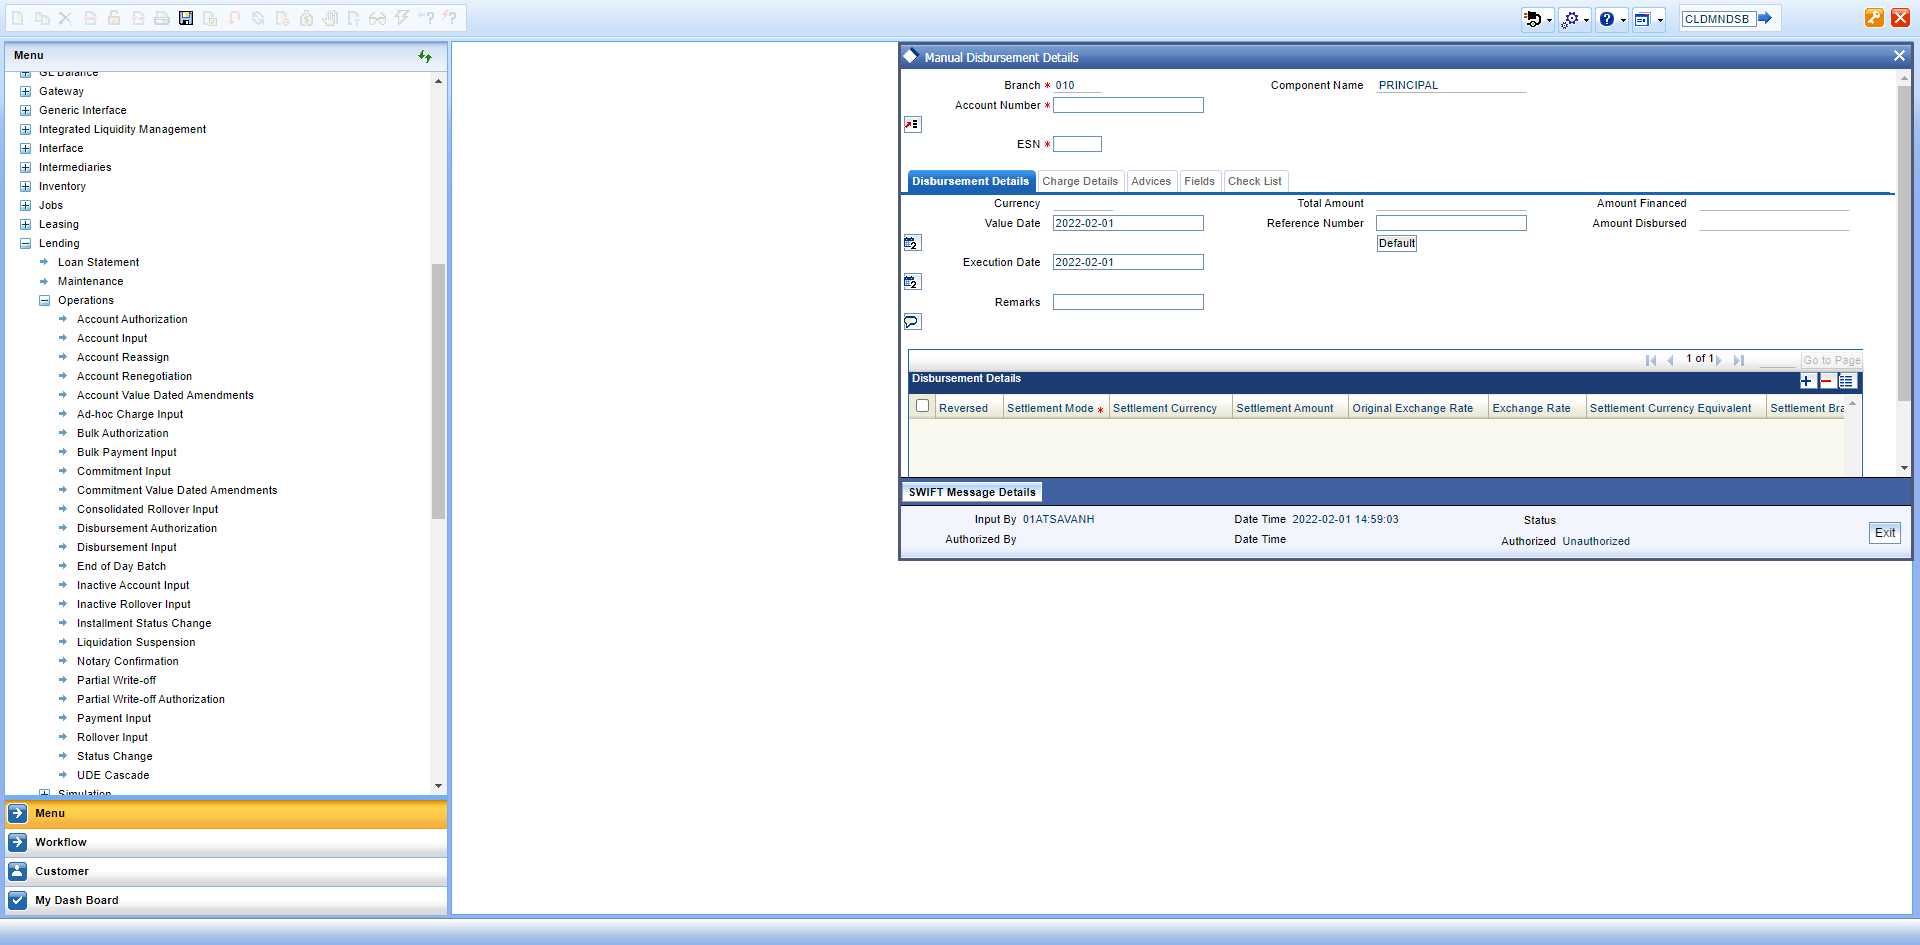 CLDMNDSB
Menu
GL Balance
Gateway
Generic Interface
Integrated Liquidity Management
Interface
Intermediaries
Inventory
Jobs
Leasing
Lending
Loan Statement
Maintenance
Operations
Account Authorization
Account Input
Account Reassign
Account Renegotiation
Account Value Dated Amendments
Ad-hoc Charge Input
Bulk Authorization
Bulk Payment Input
Commitment Input
Commitment Value Dated Amendments
Consolidated Rollover Input
Disbursement Authorization
Disbursement Input
End of Day Batch
Inactive Account Input
Inactive Rollover Input
Installment Status Change
Liquidation Suspension
Notary Confirmation
Partial Write-off
Partial Write-off Authorization
Payment Input
Rollover Input
Status Change
UDE Cascade
Simulation
Menu
Workflow
Customer
My Dash Board
Manual Disbursement Details
Branch * 010 Component Name PRINCIPAL
Account Number *
ESN *
Disbursement Details Charge Details Advices Fields Check List
Currency Total Amount Amount Financed
Value Date 2022-02-01 Reference Number Amount Disbursed
Default
Execution Date 2022-02-01
Remarks
1 of 1 Go to Page
Disbursement Details
Reversed Settlement Mode * Settlement Currency Settlement Amount Original Exchange Rate Exchange Rate Settlement Currency Equivalent Settlement Bra
SWIFT Message Details
Input By 01ATSAVANH Date Time 2022-02-01 14:59:03 Status
Authorized By Date Time Authorized Unauthorized
Exit